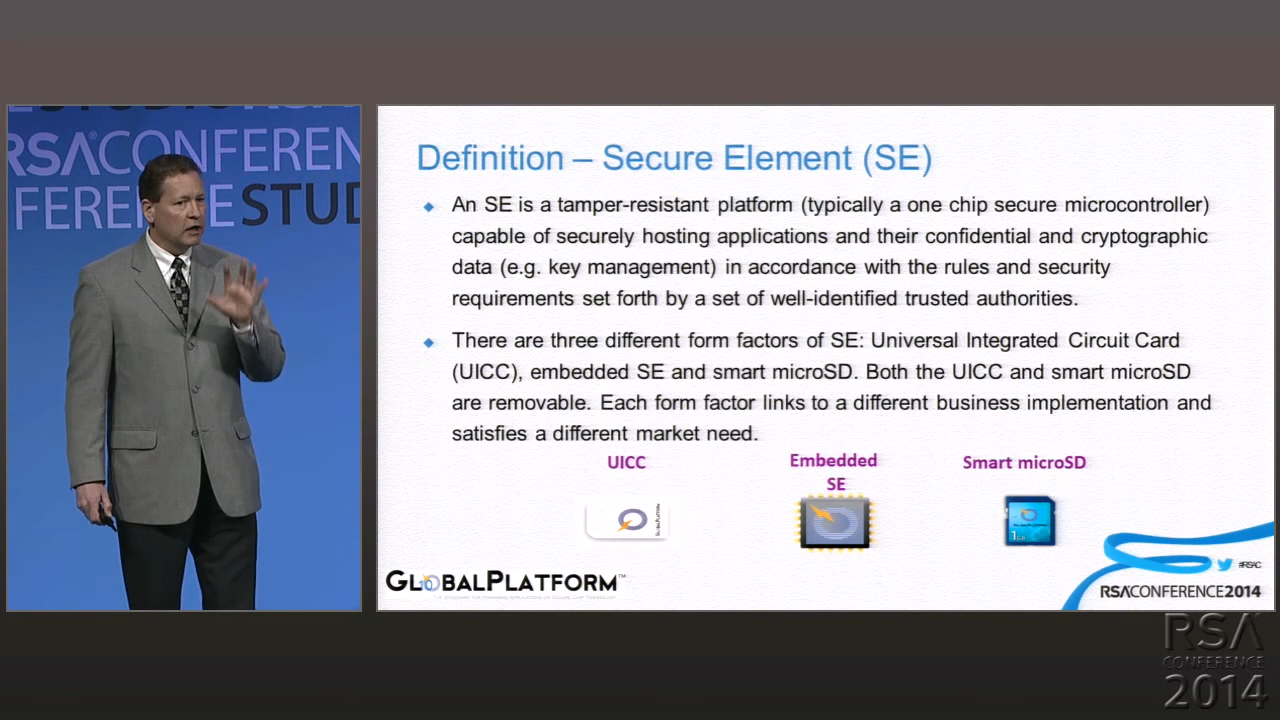 RSA®CONFEREN
FERENCE STUD
Definition – Secure Element (SE)
An SE is a tamper-resistant platform (typically a one chip secure microcontroller)
capable of securely hosting applications and their confidential and cryptographic
data (e.g. key management) in accordance with the rules and security
requirements set forth by a set of well-identified trusted authorities.
There are three different form factors of SE: Universal Integrated Circuit Card
(UICC), embedded SE and smart microSD. Both the UICC and smart microSD
are removable. Each form factor links to a different business implementation and
satisfies a different market need.
UICC
Embedded
SE
Smart microSD
GLOBALPLATFORM™
#RSAC
RSACONFERENCE2014
RSA
CONFERENCE
2014